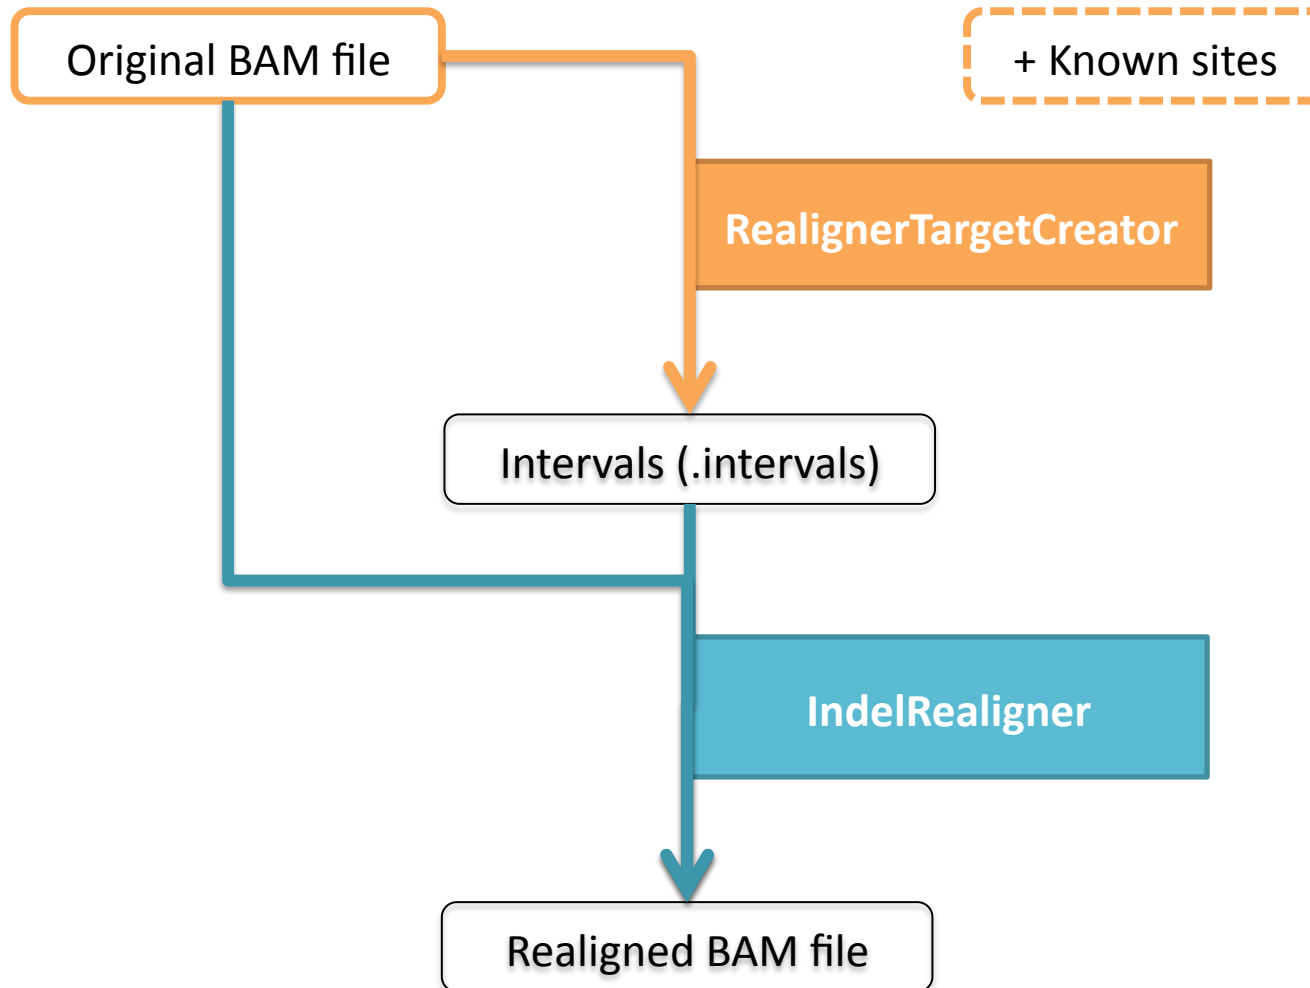 Original BAM file
+ Known sites
RealignerTargetCreator
Intervals (.intervals)
IndelRealigner
Realigned BAM file